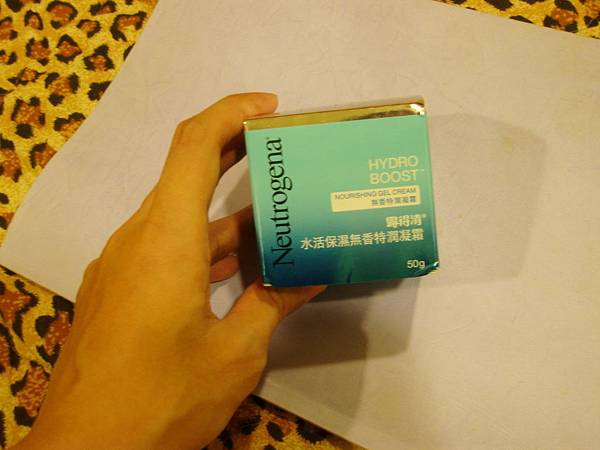 Neutrogena®
HYDRO
BOOST™
NOURISHING GEL CREAM
無香特潤凝霜
露得清®
水活保濕無香特潤凝霜
50g